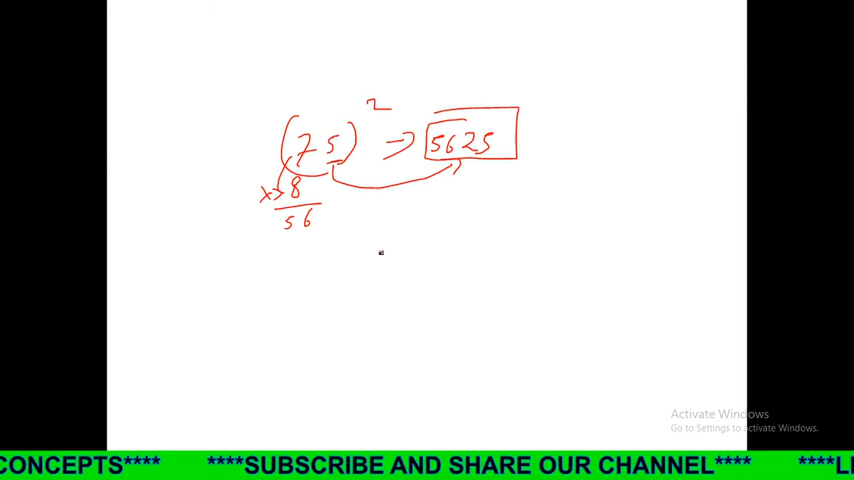 (75)² ⇒ 5625
× 8
56
Activate Windows
Go to Settings to activate Windows.
CONCEPTS**** ****SUBSCRIBE AND SHARE OUR CHANNEL**** ****LI